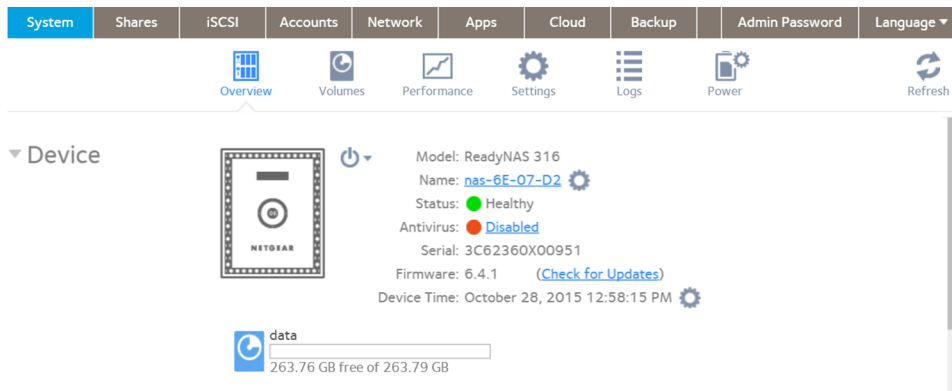 System Shares iSCSI Accounts Network Apps Cloud Backup Admin Password Language
Overview Volumes Performance Settings Logs Power Refresh
Device
NETGEAR
Model: ReadyNAS 316
Name: nas-6E-07-D2
Status: Healthy
Antivirus: Disabled
Serial: 3C62360X00951
Firmware: 6.4.1 (Check for Updates)
Device Time: October 28, 2015 12:58:15 PM
data
263.76 GB free of 263.79 GB